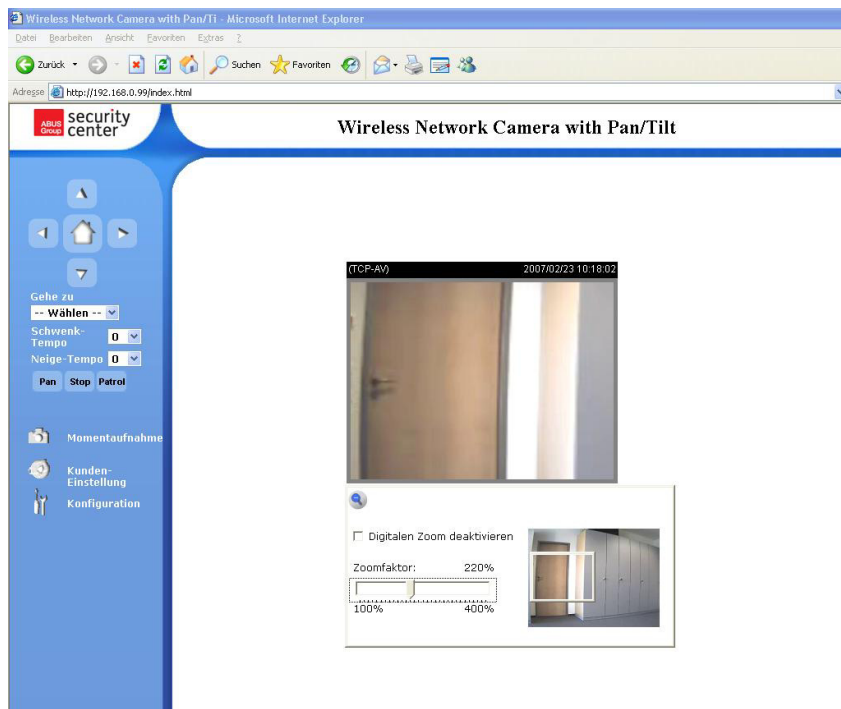 Wireless Network Camera with Pan/Ti - Microsoft Internet Explorer
Datei Bearbeiten Ansicht Favoriten Extras ?
Zurück Suchen Favoriten
Adresse http://192.168.0.99/index.html
ABUS Group security center
Wireless Network Camera with Pan/Tilt
(TCP-AV) 2007/02/23 10:18:02
Gehe zu
-- Wählen --
Schwenk-
Tempo 0
Neige-Tempo 0
Pan Stop Patrol
Momentaufnahme
Kunden-
Einstellung
Konfiguration
Digitalen Zoom deaktivieren
Zoomfaktor: 220%
100% 400%